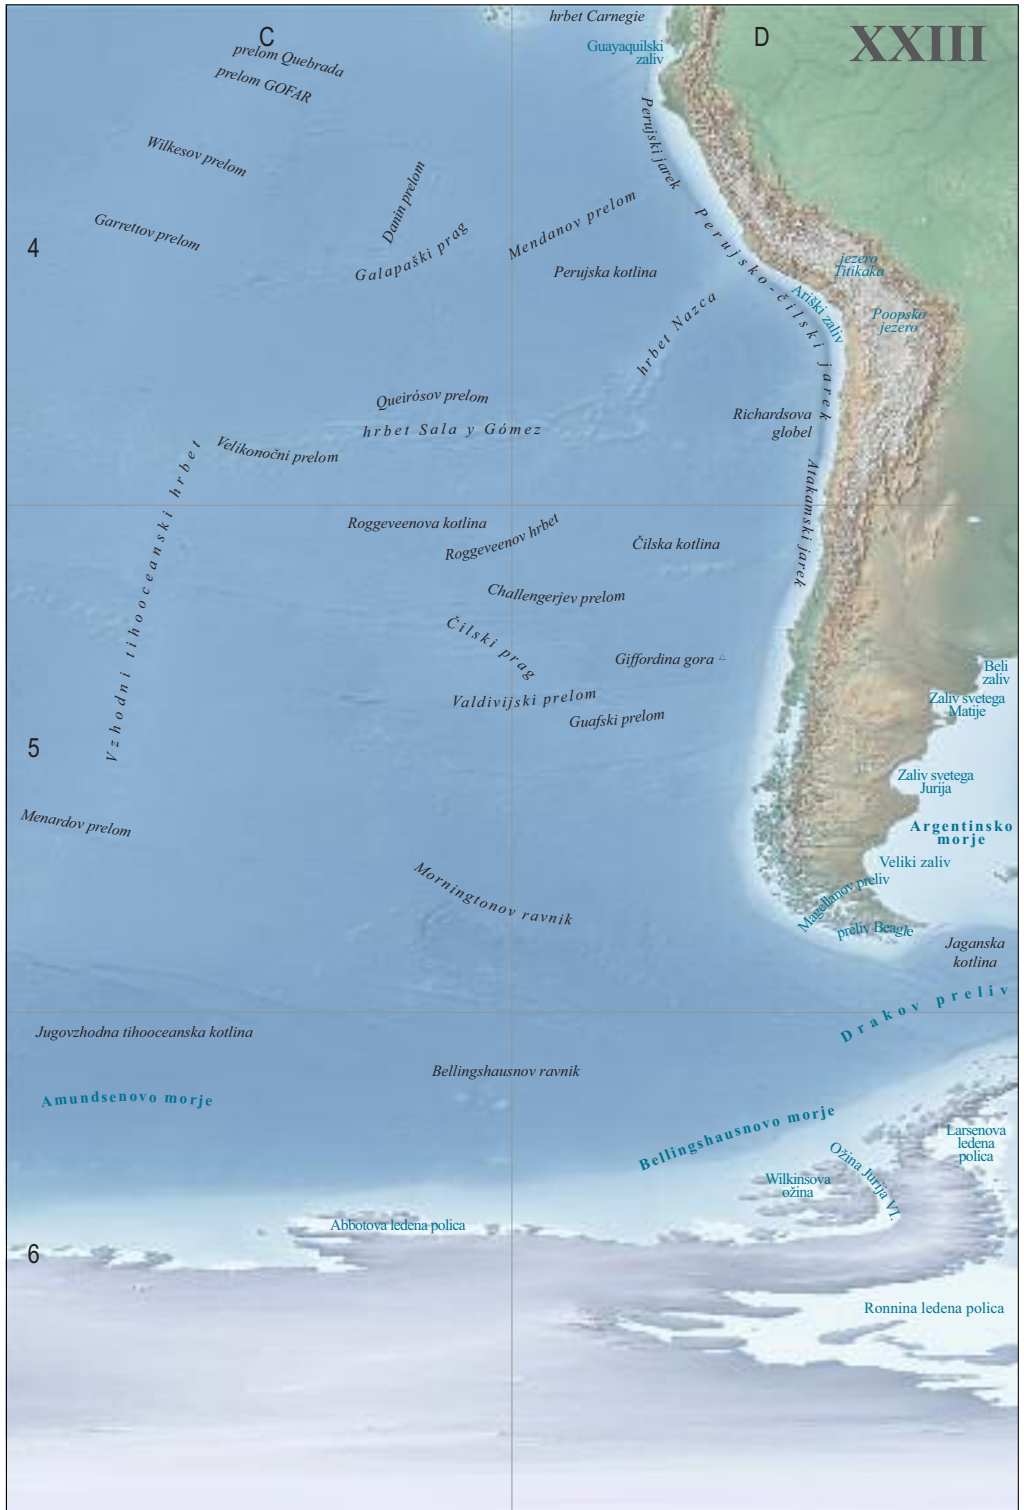 hrbet Carnegie
C
D
XXIII
prelom Quebrada
Guayaquilski
zaliv
prelom GOFAR
Perujski jarek
Wilkesov prelom
Danin prelom
Garrettov prelom
4
Galapaški prag
Mendanov prelom
Perujsko-čilski jarek
Perujska kotlina
jezero
Titikaka
Ariški zaliv
Poopsko
jezero
hrbet Nazca
Queirósov prelom
hrbet Sala y Gómez
Richardsova
globel
Velikonočni prelom
Vzhodni tihooceanski hrbet
Atakamski jarek
Roggeveenova kotlina
Roggeveenov hrbet
Čilska kotlina
Challengerjev prelom
Čilski prag
Giffordina gora
Beli
zaliv
Valdivijski prelom
Zaliv svetega
Matije
Guafski prelom
5
Zaliv svetega
Jurija
Menardov prelom
Argentinsko
morje
Veliki zaliv
Morningtonov ravnik
Magellanov preliv
preliv Beagle
Jaganska
kotlina
Drakov preliv
Jugovzhodna tihooceanska kotlina
Bellingshausnov ravnik
Amundsenovo morje
Bellingshausnovo morje
Larsenova
ledena
polica
Ožina Jurija VI.
Wilkinsova
ožina
Abbotova ledena polica
6
Ronnina ledena polica